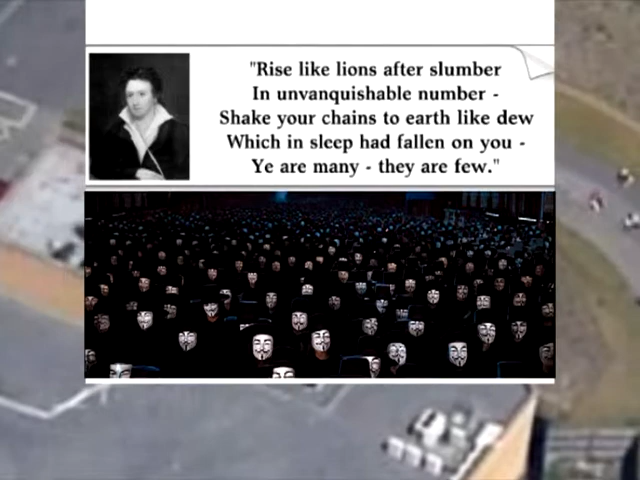 "Rise like lions after slumber
In unvanquishable number -
Shake your chains to earth like dew
Which in sleep had fallen on you -
Ye are many - they are few."